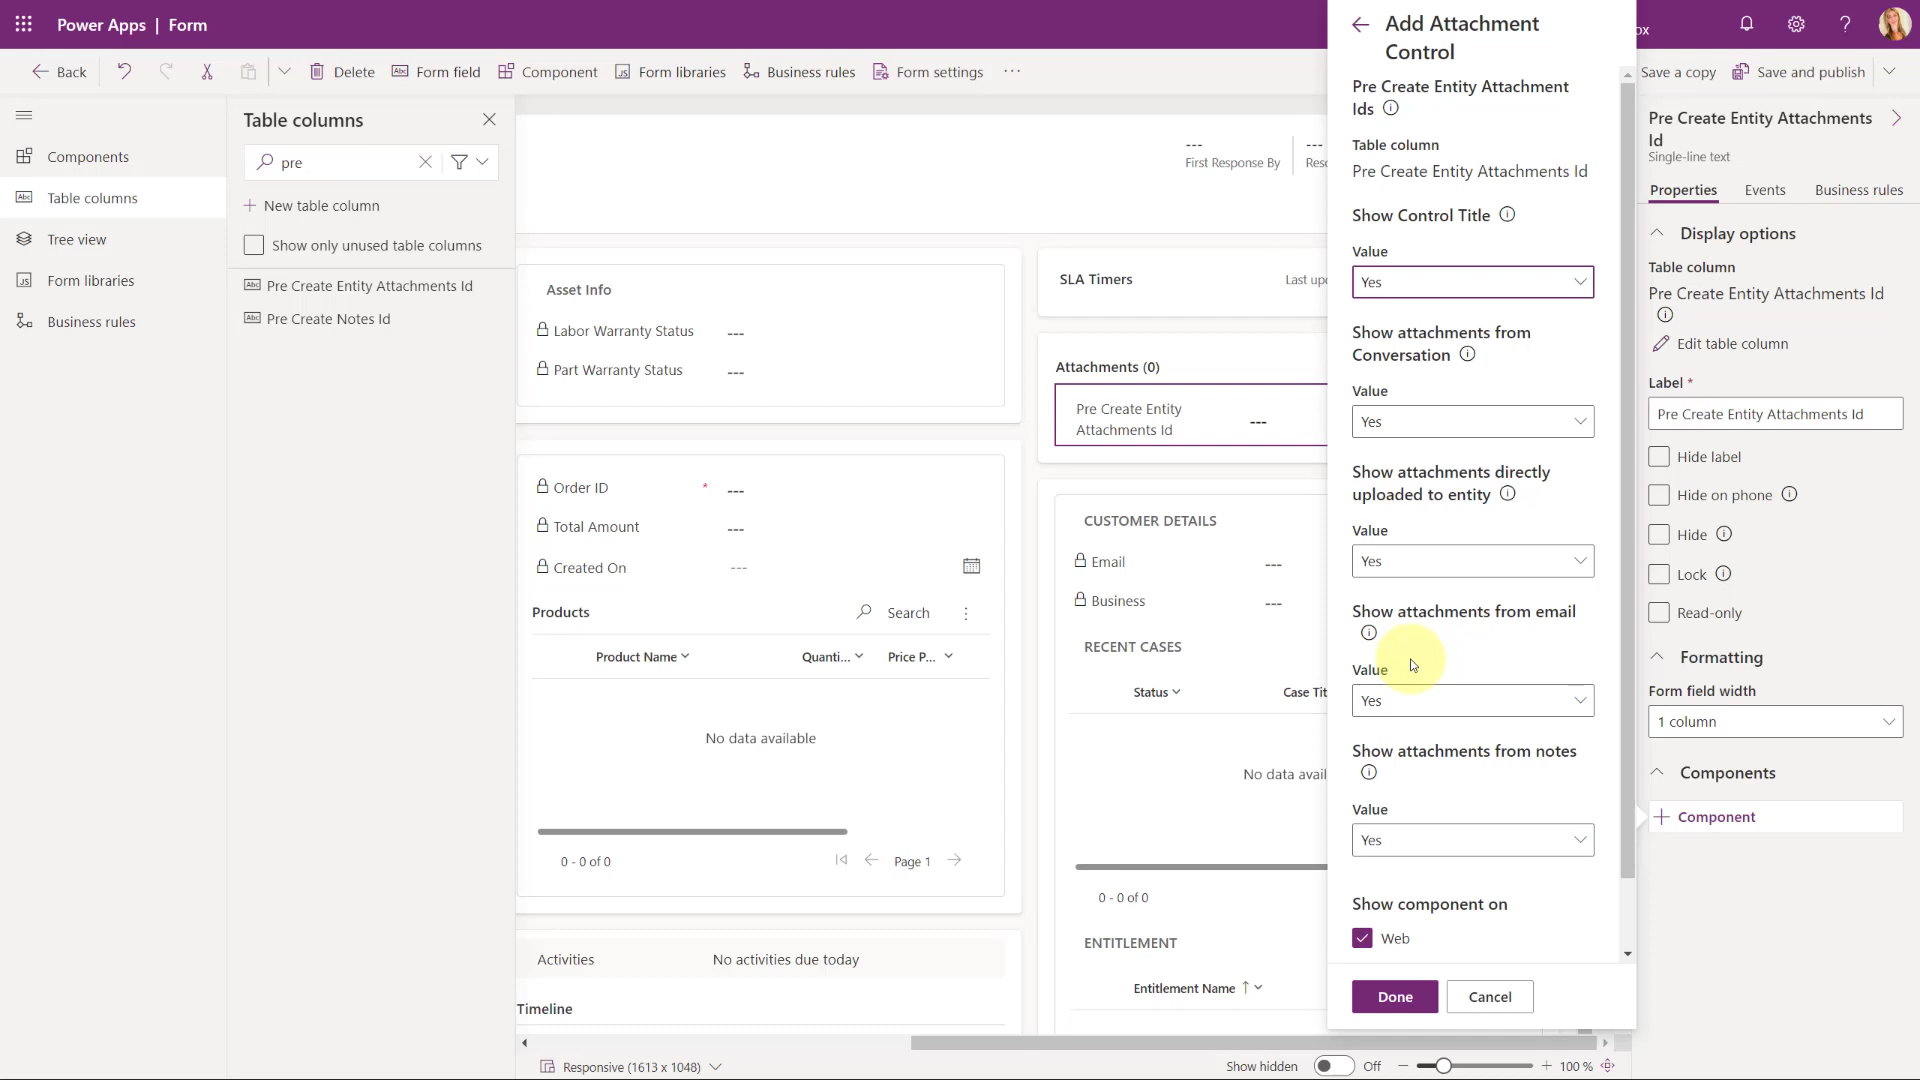 Power Apps | Form
ox
?
Back
Delete
Form field
Component
Form libraries
Business rules
Form settings
Save a copy
Save and publish
Components
Table columns
Tree view
Form libraries
Business rules
Table columns
pre
New table column
Show only unused table columns
Pre Create Entity Attachments Id
Pre Create Notes Id
---
First Response By
---
Reso
Asset Info
Labor Warranty Status ---
Part Warranty Status ---
Order ID * ---
Total Amount ---
Created On ---
Products
Search
Product Name
Quanti...
Price P...
No data available
0 - 0 of 0
Page 1
Activities
No activities due today
Timeline
SLA Timers
Last upd
Attachments (0)
Pre Create Entity
Attachments Id
---
CUSTOMER DETAILS
Email ---
Business ---
RECENT CASES
Status
Case Tit
No data avail
0 - 0 of 0
ENTITLEMENT
Entitlement Name
Add Attachment
Control
Pre Create Entity Attachment
Ids
Table column
Pre Create Entity Attachments Id
Show Control Title
Value
Yes
Show attachments from
Conversation
Value
Yes
Show attachments directly
uploaded to entity
Value
Yes
Show attachments from email
Value
Yes
Show attachments from notes
Value
Yes
Show component on
Web
Done
Cancel
Pre Create Entity Attachments
Id
Single-line text
Properties
Events
Business rules
Display options
Table column
Pre Create Entity Attachments Id
Edit table column
Label *
Pre Create Entity Attachments Id
Hide label
Hide on phone
Hide
Lock
Read-only
Formatting
Form field width
1 column
Components
Component
Responsive (1613 x 1048)
Show hidden
Off
100 %